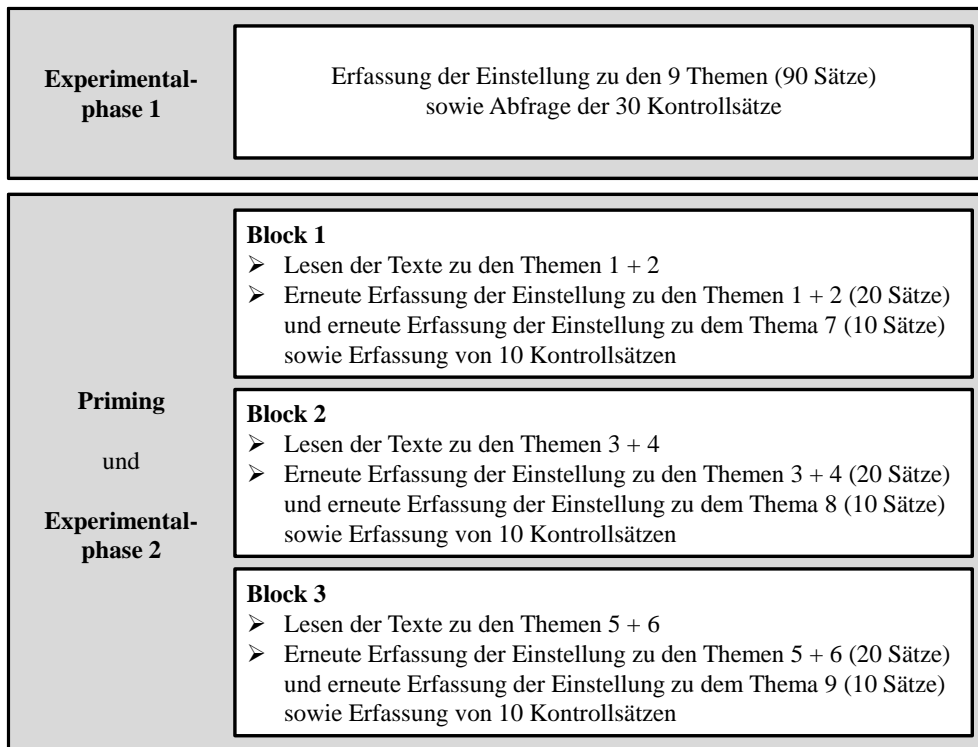 Experimental-
phase 1
Erfassung der Einstellung zu den 9 Themen (90 Sätze)
sowie Abfrage der 30 Kontrollsätze
Priming
und
Experimental-
phase 2
Block 1
➢ Lesen der Texte zu den Themen 1 + 2
➢ Erneute Erfassung der Einstellung zu den Themen 1 + 2 (20 Sätze)
und erneute Erfassung der Einstellung zu dem Thema 7 (10 Sätze)
sowie Erfassung von 10 Kontrollsätzen
Block 2
➢ Lesen der Texte zu den Themen 3 + 4
➢ Erneute Erfassung der Einstellung zu den Themen 3 + 4 (20 Sätze)
und erneute Erfassung der Einstellung zu dem Thema 8 (10 Sätze)
sowie Erfassung von 10 Kontrollsätzen
Block 3
➢ Lesen der Texte zu den Themen 5 + 6
➢ Erneute Erfassung der Einstellung zu den Themen 5 + 6 (20 Sätze)
und erneute Erfassung der Einstellung zu dem Thema 9 (10 Sätze)
sowie Erfassung von 10 Kontrollsätzen